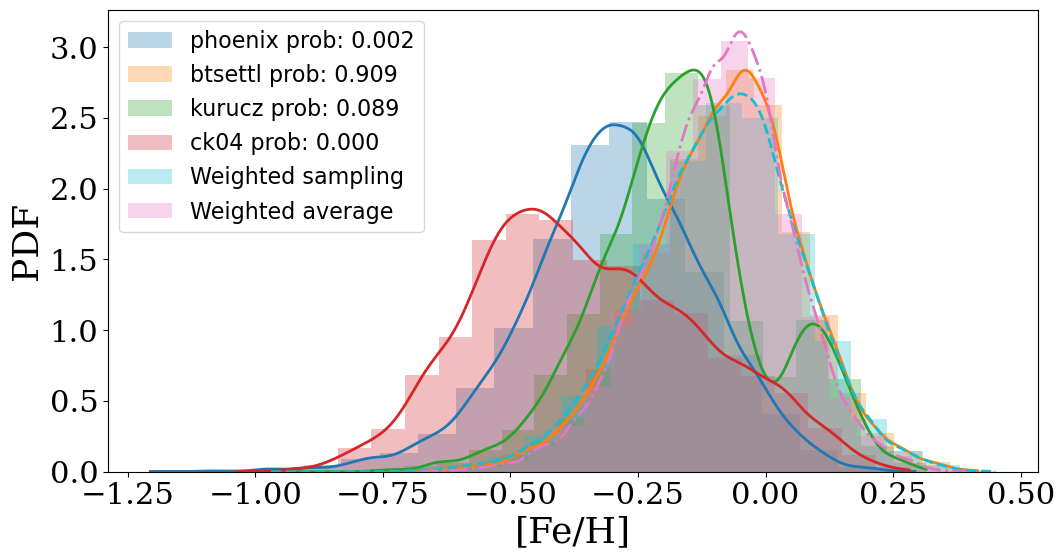 phoenix prob: 0.002
btsettl prob: 0.909
kurucz prob: 0.089
ck04 prob: 0.000
Weighted sampling
Weighted average
PDF
3.0
2.5
2.0
1.5
1.0
0.5
0.0
−1.25 −1.00 −0.75 −0.50 −0.25 0.00 0.25 0.50
[Fe/H]